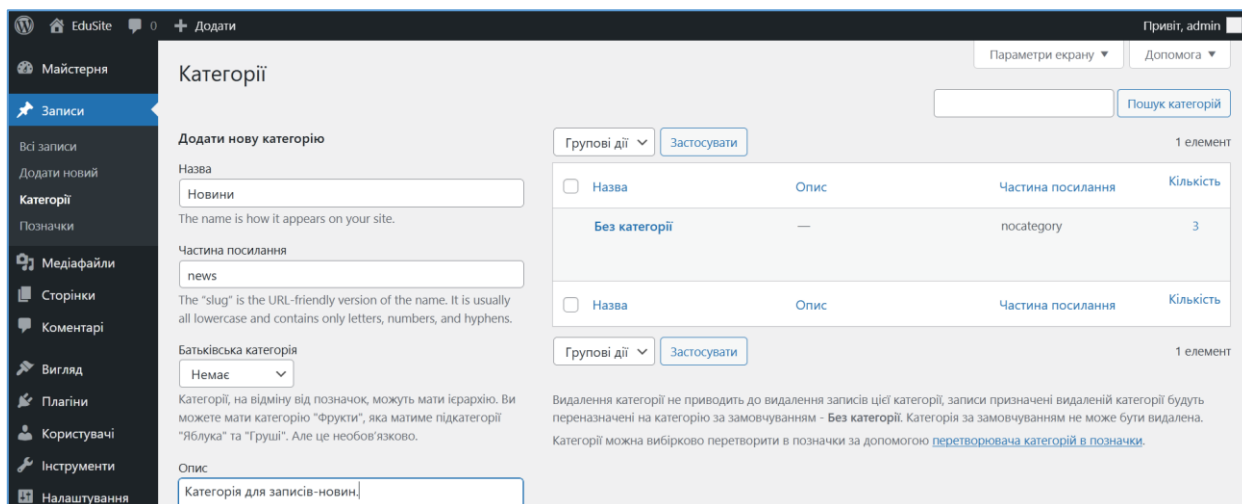 EduSite 0 + Додати Привіт, admin
Майстерня
Записи
Всі записи
Додати новий
Категорії
Позначки
Медіафайли
Сторінки
Коментарі
Вигляд
Плагіни
Користувачі
Інструменти
Налаштування
Параметри екрану ▼ Допомога ▼
Категорії
Пошук категорій
Додати нову категорію
Назва
Новини
The name is how it appears on your site.
Частина посилання
news
The "slug" is the URL-friendly version of the name. It is usually
all lowercase and contains only letters, numbers, and hyphens.
Батьківська категорія
Немає
Категорії, на відміну від позначок, можуть мати ієрархію. Ви
можете мати категорію "Фрукти", яка матиме підкатегорії
"Яблука" та "Груші". Але це необов'язково.
Опис
Категорія для записів-новин.
Групові дії Застосувати 1 елемент
Назва Опис Частина посилання Кількість
Без категорії — nocategory 3
Назва Опис Частина посилання Кількість
Групові дії Застосувати 1 елемент
Видалення категорії не приводить до видалення записів цієї категорії, записи призначені видаленій категорії будуть
переназначені на категорію за замовчуванням - Без категорії. Категорія за замовчуванням не може бути видалена.
Категорії можна вибірково перетворити в позначки за допомогою перетворювача категорій в позначки.